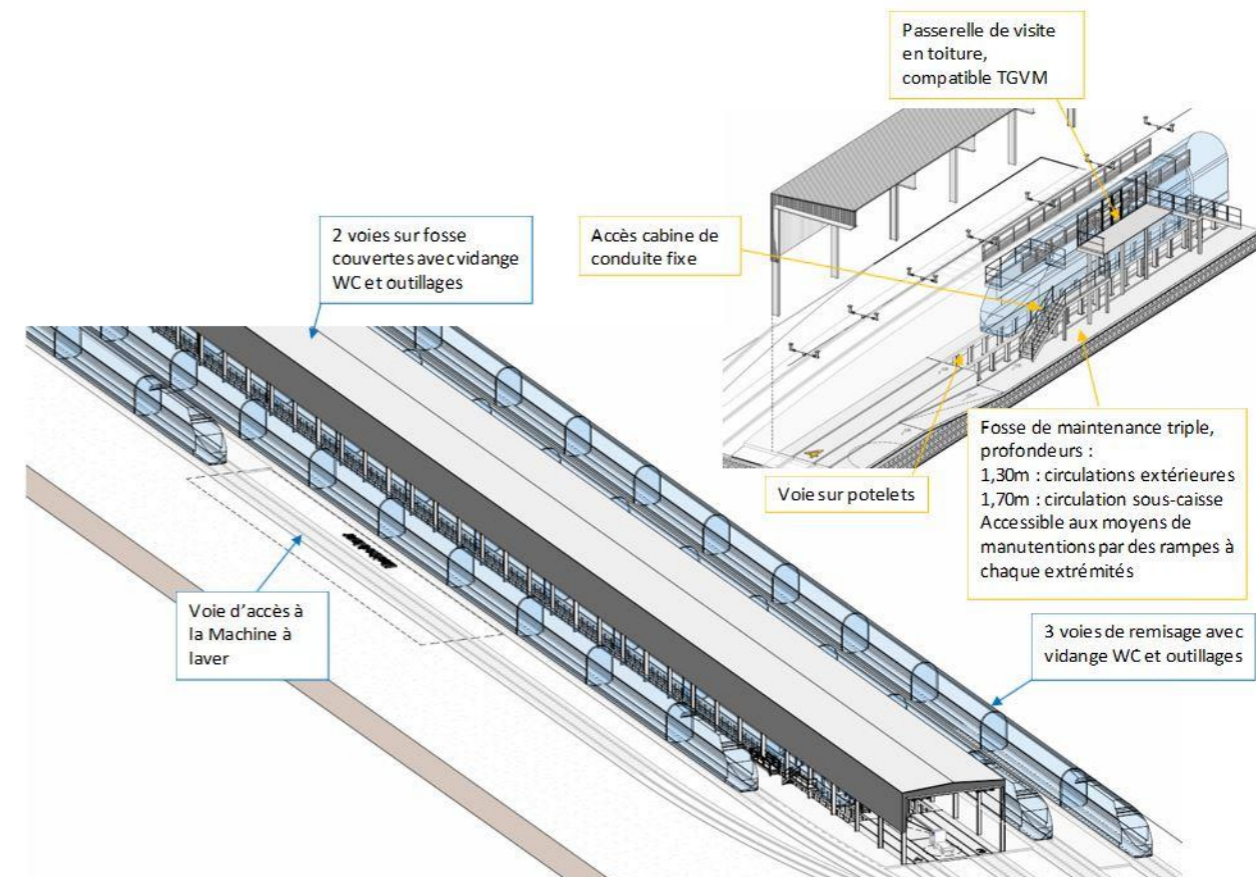 Passerelle de visite
en toiture,
compatible TGVM
2 voies sur fosse
couvertes avec vidange
WC et outillages
Accès cabine de
conduite fixe
Voie sur potelets
Fosse de maintenance triple,
profondeurs :
1,30m : circulations extérieures
1,70m : circulation sous-caisse
Accessible aux moyens de
manutentions par des rampes à
chaque extrémités
Voie d'accès à
la Machine à
laver
3 voies de remisage avec
vidange WC et outillages